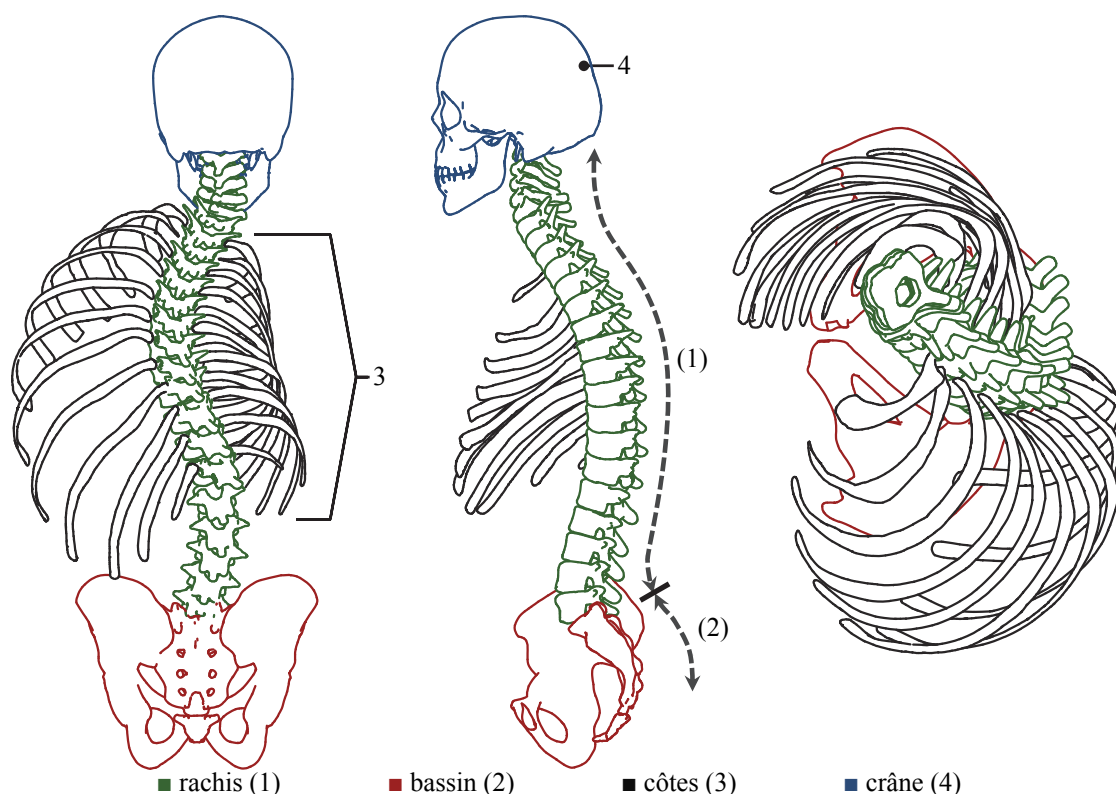 4
(1)
3
(2)
rachis (1) bassin (2) côtes (3) crâne (4)